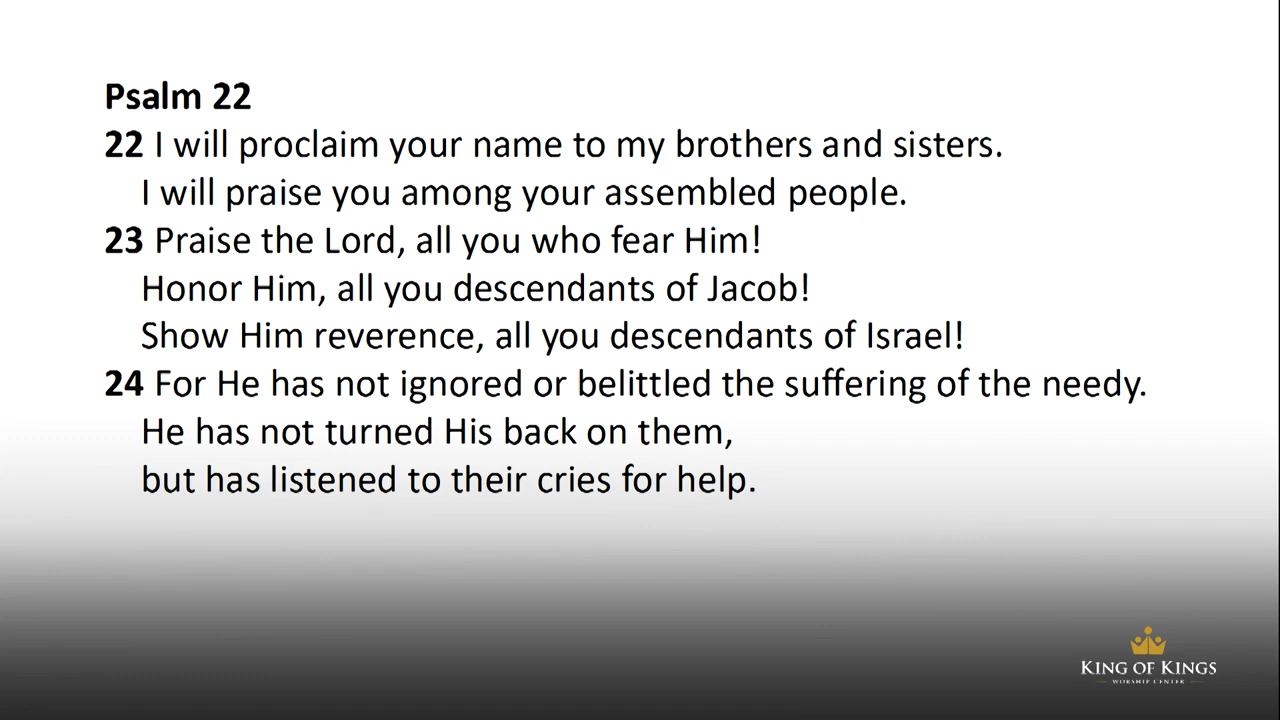 Psalm 22
22 I will proclaim your name to my brothers and sisters.
I will praise you among your assembled people.
23 Praise the Lord, all you who fear Him!
Honor Him, all you descendants of Jacob!
Show Him reverence, all you descendants of Israel!
24 For He has not ignored or belittled the suffering of the needy.
He has not turned His back on them,
but has listened to their cries for help.
KING OF KINGS
WORSHIP CENTER